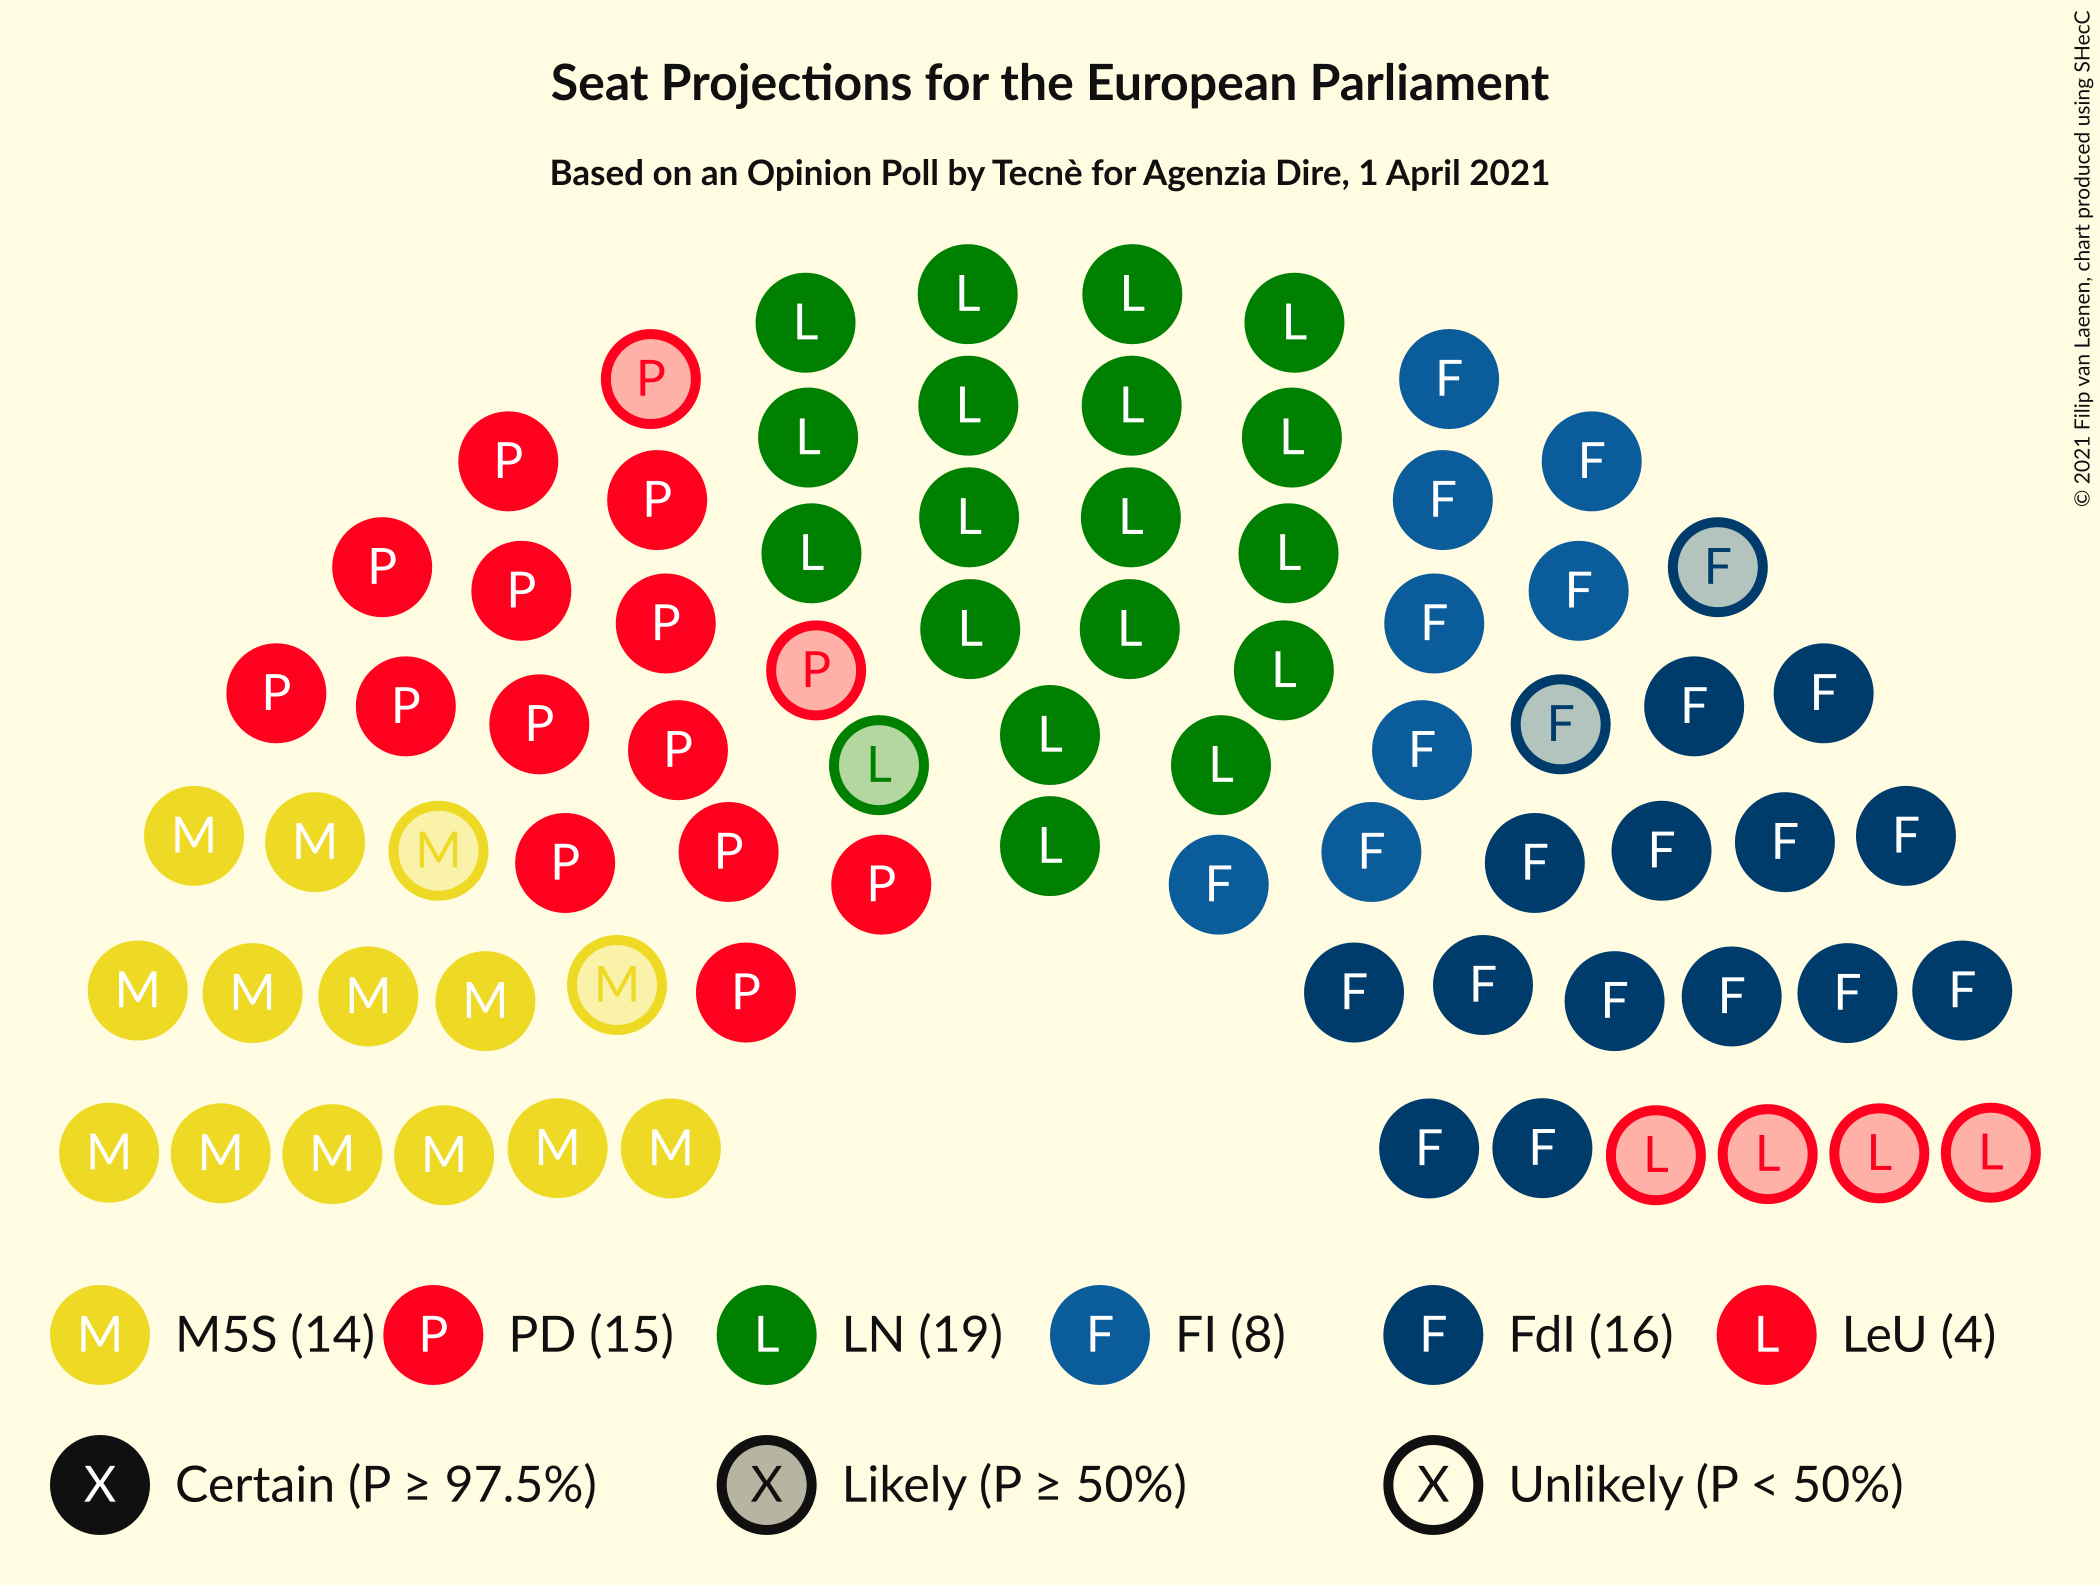 Seat Projections for the European Parliament
Based on an Opinion Poll by Tecnè for Agenzia Dire, 1 April 2021
© 2021 Filip van Laenen, chart produced using SHecC
L L
L L
P F
L L
L L
P F
P F
L L
L L
P F
P F
L L
P F
L L
P L
P F
P P F F
P F
P F
L
L L
M F
M F
M P P F F F
P F
L
P F
M F
M P F F
M M F F
M M F F
M M F F
M M M M M M F F L L L L
M M5S (14) P PD (15) L LN (19) F FI (8) F FdI (16) L LeU (4)
X Certain (P ≥ 97.5%) X Likely (P ≥ 50%) X Unlikely (P < 50%)